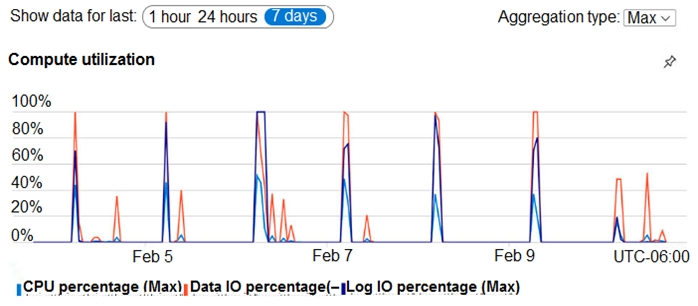 Show data for last: 1 hour 24 hours 7 days Aggregation type: Max
Compute utilization
100%
80%
60%
40%
20%
0%
Feb 5 Feb 7 Feb 9 UTC-06:00
CPU percentage (Max) Data IO percentage(– Log IO percentage (Max)